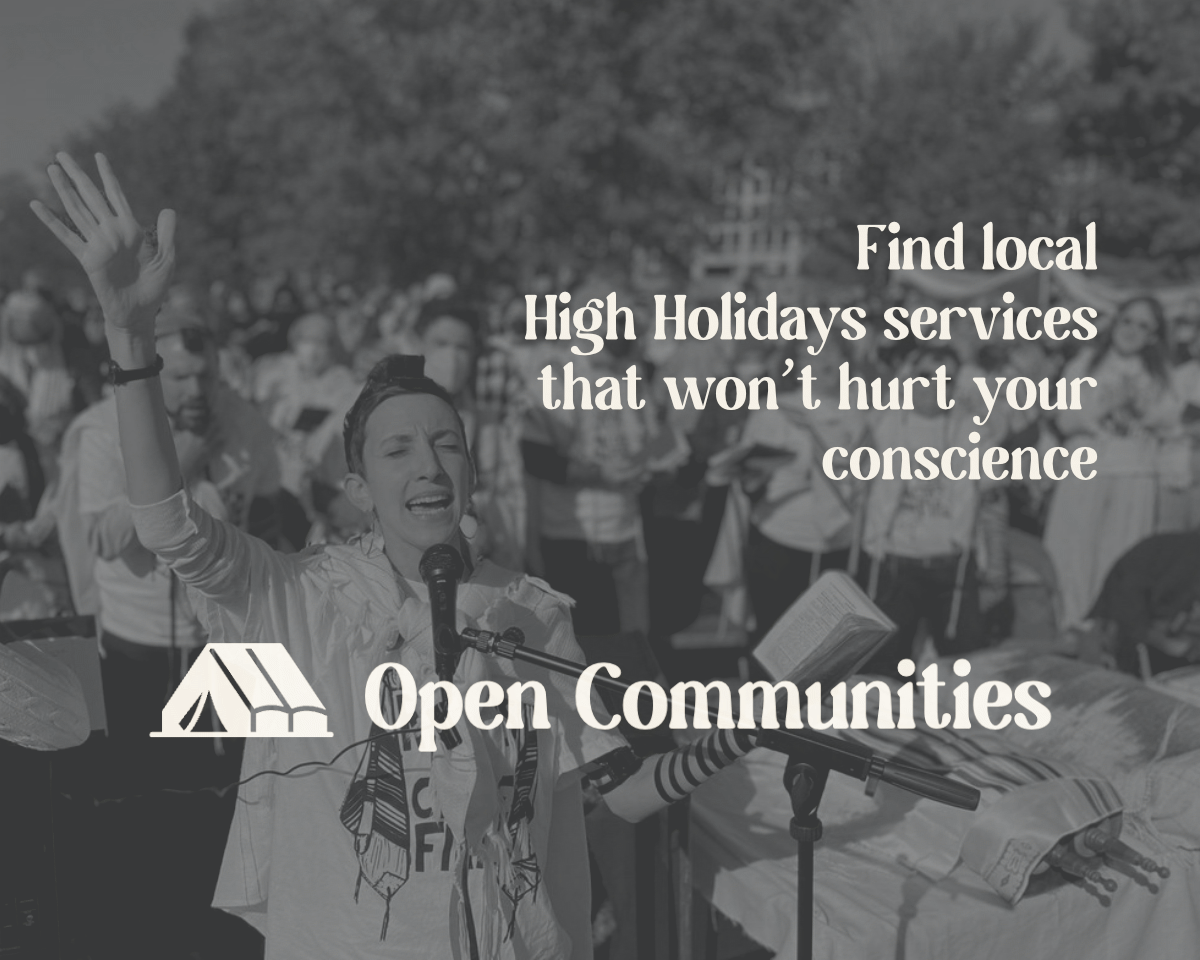 Find local
High Holidays services
that won’t hurt your
conscience
Open Communities